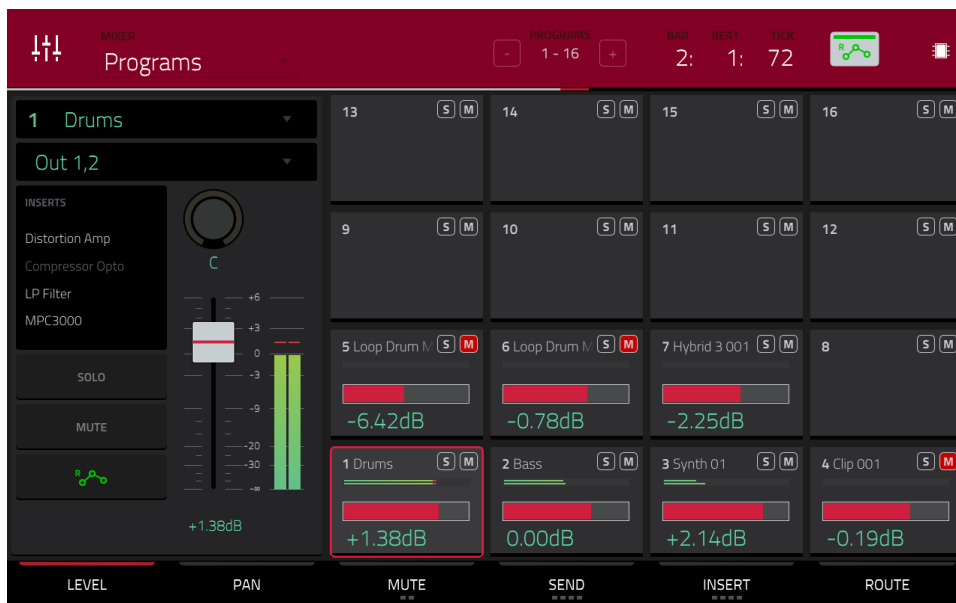 MIXER
Programs
PROGRAMS
- 1 - 16 +
BAR BEAT TICK
2: 1: 72
R
1 Drums
Out 1,2
INSERTS
Distortion Amp
Compressor Opto
LP Filter
MPC3000
SOLO
MUTE
R
C
+6
+3
0
-3
-9
-20
-30
-∞
+1.38dB
13 S M
14 S M
15 S M
16 S M
9 S M
10 S M
11 S M
12 S M
5 Loop Drum S M
6 Loop Drum S M
7 Hybrid 3 001 S M
8 S M
-6.42dB
-0.78dB
-2.25dB
1 Drums S M
2 Bass S M
3 Synth 01 S M
4 Clip 001 S M
+1.38dB
0.00dB
+2.14dB
-0.19dB
LEVEL
PAN
MUTE
SEND
INSERT
ROUTE